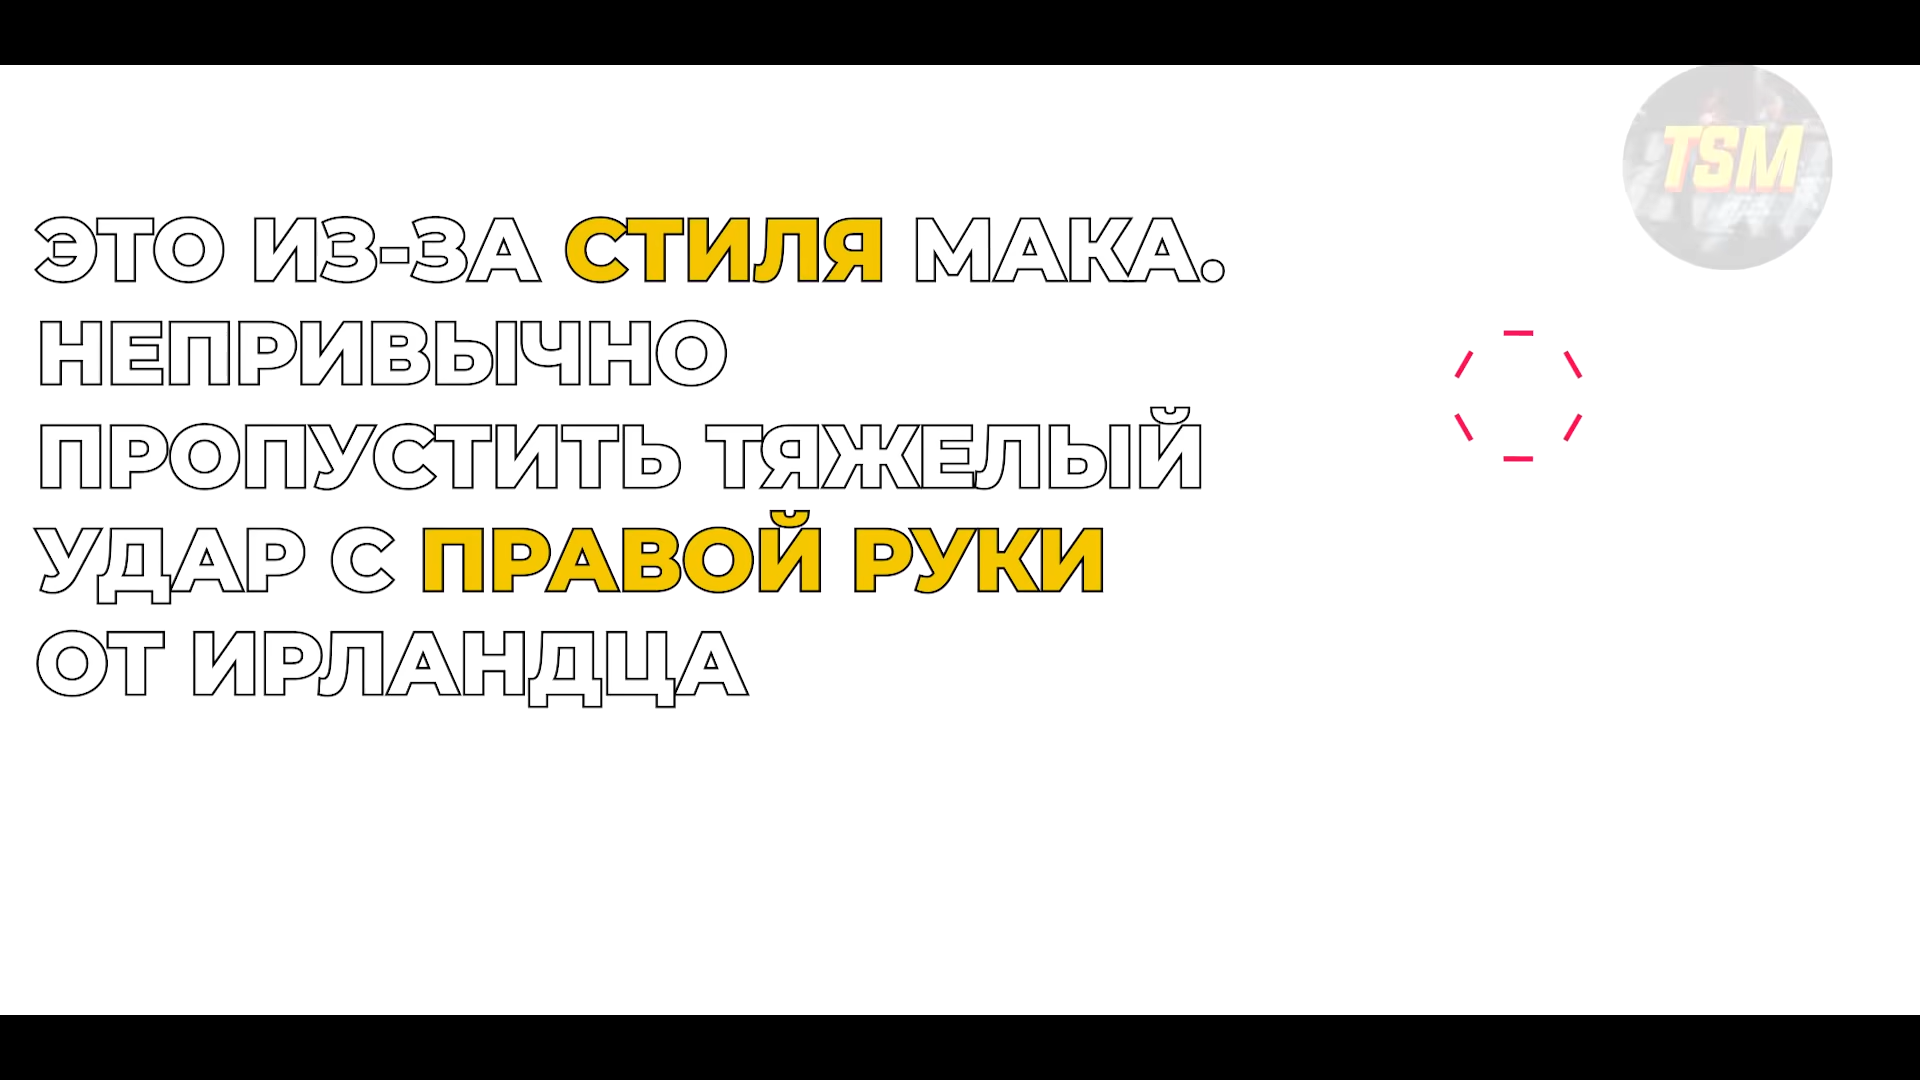 ЭТО ИЗ-ЗА СТИЛЯ МАКА.
НЕПРИВЫЧНО
ПРОПУСТИТЬ ТЯЖЕЛЫЙ
УДАР С ПРАВОЙ РУКИ
ОТ ИРЛАНДЦА
TSM